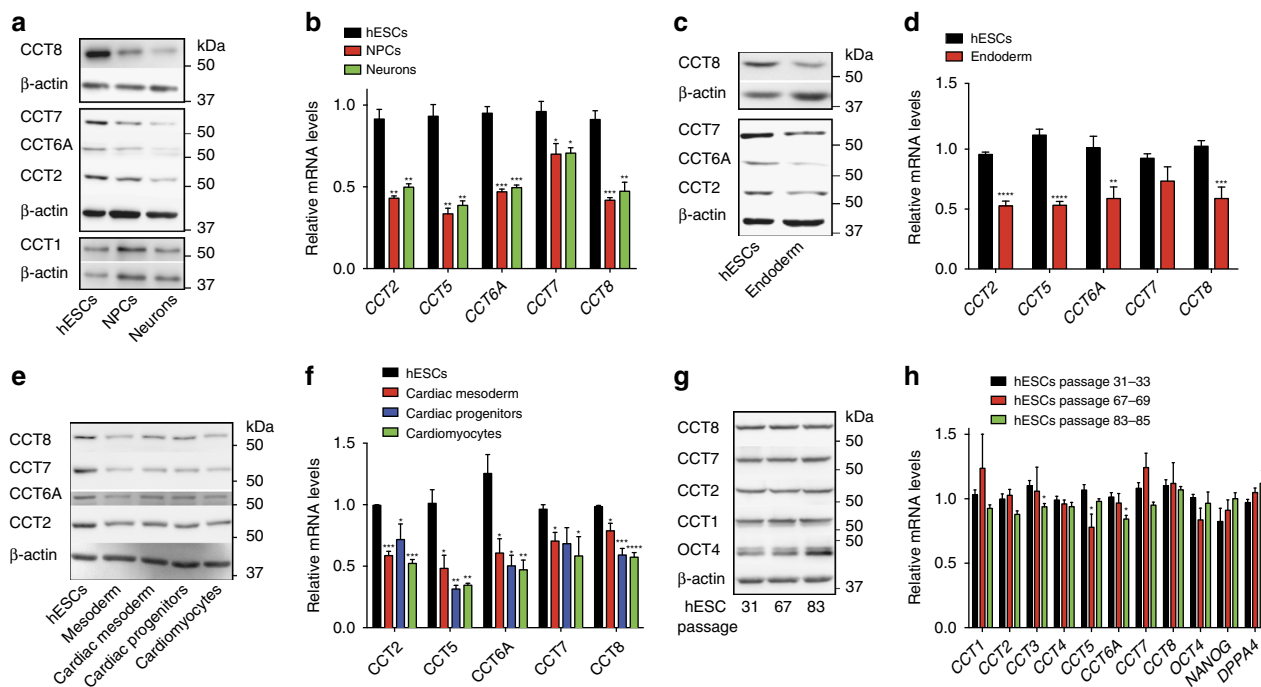 a
CCT8
β-actin
CCT7
CCT6A
CCT2
β-actin
CCT1
β-actin
kDa
50
37
50
50
50
37
50
37
hESCs
NPCs
Neurons
b
hESCs
NPCs
Neurons
Relative mRNA levels
1.0
0.5
0.0
** ** ** ** *** *** * * *** **
CCT2 CCT5 CCT6A CCT7 CCT8
c
CCT8
β-actin
CCT7
CCT6A
CCT2
β-actin
kDa
50
37
50
50
50
37
hESCs
Endoderm
d
hESCs
Endoderm
Relative mRNA levels
1.5
1.0
0.5
0.0
**** **** ** ***
CCT2 CCT5 CCT6A CCT7 CCT8
e
CCT8
CCT7
CCT6A
CCT2
β-actin
kDa
50
50
50
50
37
hESCs
Mesoderm
Cardiac mesoderm
Cardiac progenitors
Cardiomyocytes
f
hESCs
Cardiac mesoderm
Cardiac progenitors
Cardiomyocytes
Relative mRNA levels
1.5
1.0
0.5
0.0
*** * *** * ** ** * * ** * * * *** ****
CCT2 CCT5 CCT6A CCT7 CCT8
g
CCT8
CCT7
CCT2
CCT1
OCT4
β-actin
kDa
50
50
50
50
50
37
hESC passage 31 67 83
h
hESCs passage 31–33
hESCs passage 67–69
hESCs passage 83–85
Relative mRNA levels
1.5
1.0
0.5
0.0
* * *
CCT1 CCT2 CCT3 CCT4 CCT5 CCT6A CCT7 CCT8 OCT4 NANOG DPPA4